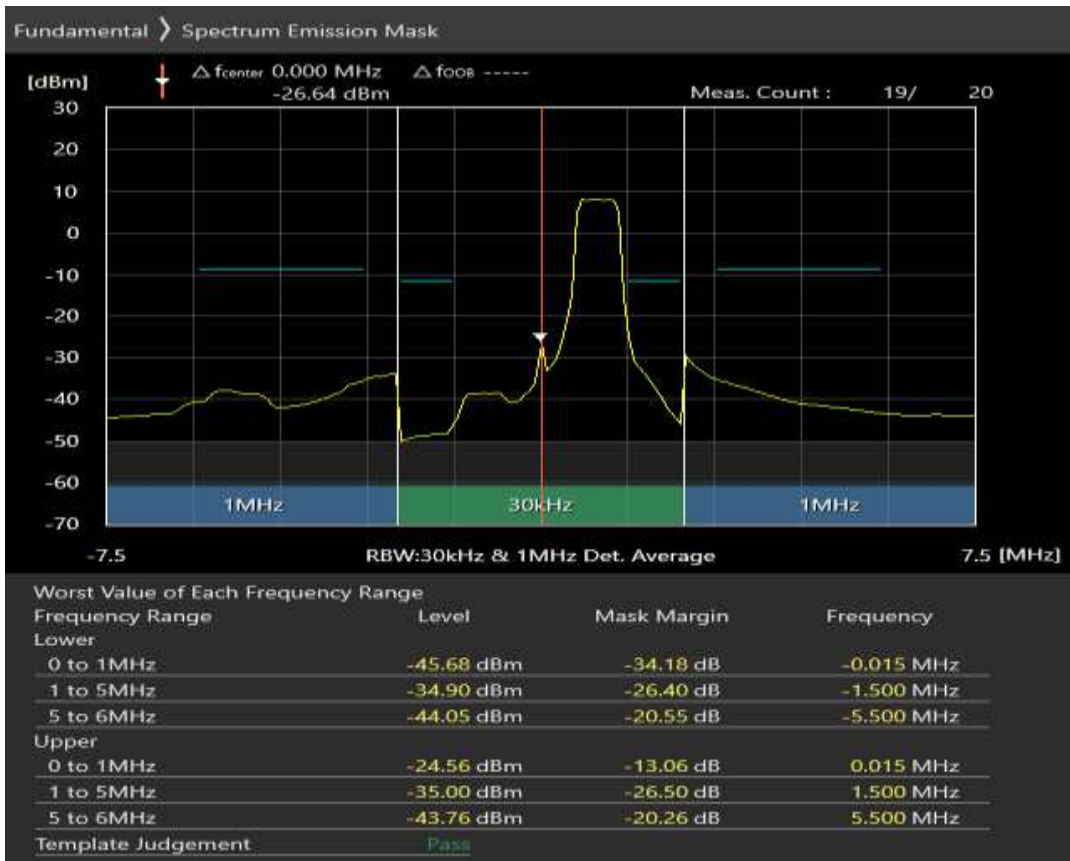 Fundamental ❭ Spectrum Emission Mask
[dBm] △ fcenter 0.000 MHz △ fOOB -----
-26.64 dBm Meas. Count : 19/ 20
30
20
10
0
-10
-20
-30
-40
-50
-60
1MHz 30kHz 1MHz
-70
-7.5 RBW:30kHz & 1MHz Det. Average 7.5 [MHz]
Worst Value of Each Frequency Range
Frequency Range Level Mask Margin Frequency
Lower
0 to 1MHz -45.68 dBm -34.18 dB -0.015 MHz
1 to 5MHz -34.90 dBm -26.40 dB -1.500 MHz
5 to 6MHz -44.05 dBm -20.55 dB -5.500 MHz
Upper
0 to 1MHz -24.56 dBm -13.06 dB 0.015 MHz
1 to 5MHz -35.00 dBm -26.50 dB 1.500 MHz
5 to 6MHz -43.76 dBm -20.26 dB 5.500 MHz
Template Judgement Pass